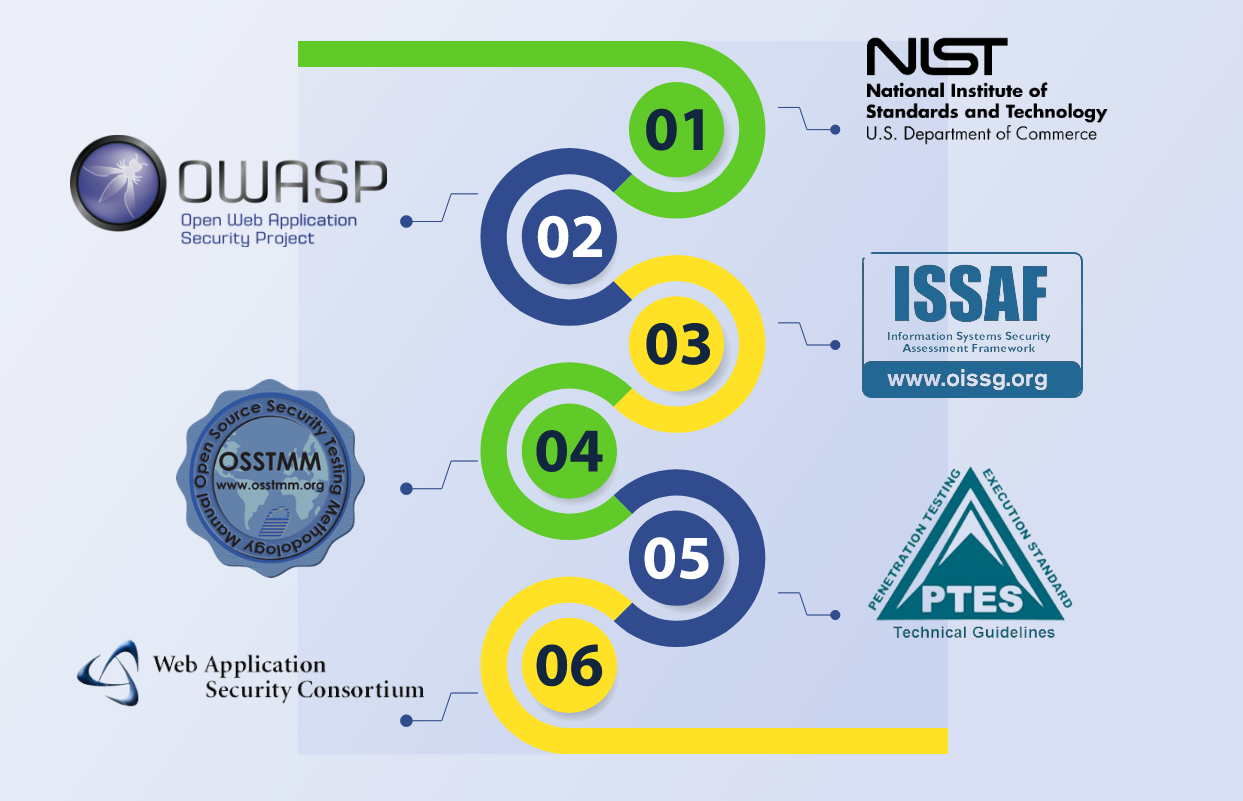 01
NIST
National Institute of
Standards and Technology
U.S. Department of Commerce
OWASP
Open Web Application
Security Project
02
ISSAF
Information Systems Security
Assessment Framework
www.oissg.org
03
Open Source Security Testing Methodology Manual
OSSTMM
www.osstmm.org
04
PENETRATION TESTING
EXECUTION STANDARD
PTES
Technical Guidelines
05
Web Application
Security Consortium
06